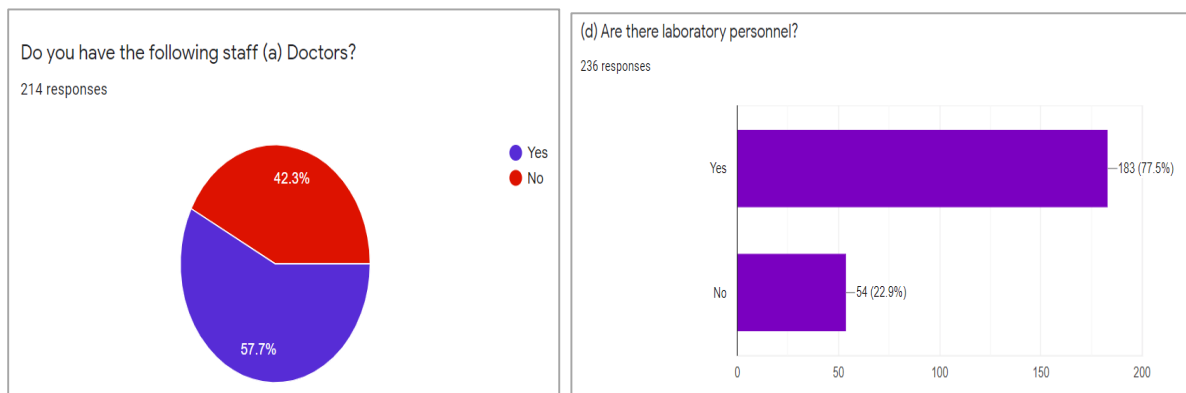 Do you have the following staff (a) Doctors?
214 responses
Yes
No
42.3%
57.7%
(d) Are there laboratory personnel?
236 responses
Yes
183 (77.5%)
No
54 (22.9%)
0
50
100
150
200